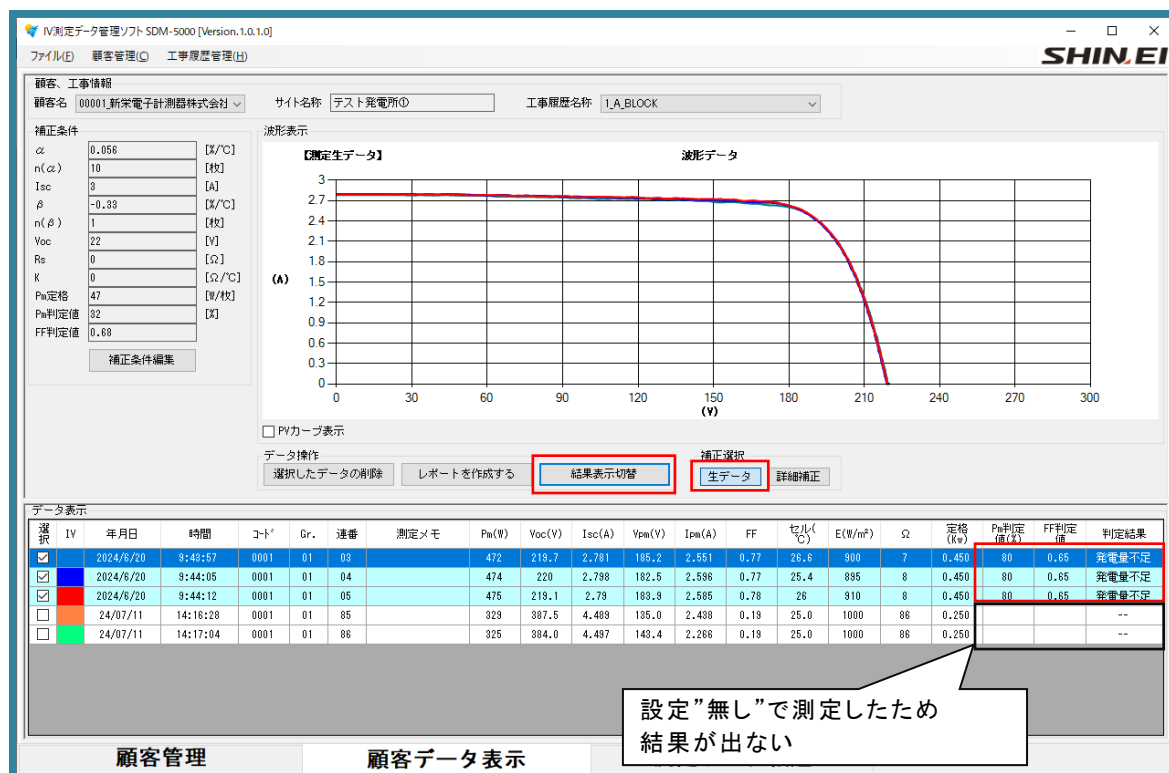 IV測定データ管理ソフト SDM-5000 [Version.1.0.1.0]
ファイル(F) 顧客管理(C) 工事履歴管理(H)
SHIN.EI
顧客、工事情報
顧客名 00001_新栄電子計測器株式会社 サイト名称 テスト発電所① 工事履歴名称 1_A_BLOCK
補正条件
α 0.056 [%/℃]
n(α) 10 [枚]
Isc 3 [A]
β -0.33 [%/℃]
n(β) 1 [枚]
Voc 22 [V]
Rs 0 [Ω]
K 0 [Ω/℃]
Pm定格 47 [W/枚]
Pm判定値 32 [%]
FF判定値 0.68
補正条件編集
波形表示
【測定生データ】 波形データ
3
2.7
2.4
2.1
1.8
(A) 1.5
1.2
0.9
0.6
0.3
0
0 30 60 90 120 150 180 210 240 270 300
(V)
PVカーブ表示
データ操作
選択したデータの削除 レポートを作成する 結果表示切替
補正選択
生データ 詳細補正
データ表示
選択 IV 年月日 時間 コード Gr. 連番 測定メモ Pm(W) Voc(V) Isc(A) Vpm(V) Ipm(A) FF セル(℃) E(W/m²) Ω 定格(Kw) Pm判定値(%) FF判定値 判定結果
2024/6/20 9:43:57 0001 01 03 472 219.7 2.781 185.2 2.551 0.77 26.6 900 7 0.450 80 0.65 発電量不足
2024/6/20 9:44:05 0001 01 04 474 220 2.798 182.5 2.596 0.77 25.4 895 8 0.450 80 0.65 発電量不足
2024/6/20 9:44:12 0001 01 05 475 219.1 2.79 183.9 2.585 0.78 26 910 8 0.450 80 0.65 発電量不足
24/07/11 14:16:28 0001 01 85 329 387.5 4.489 135.0 2.438 0.19 25.0 1000 86 0.250 --
24/07/11 14:17:04 0001 01 86 325 384.0 4.497 143.4 2.266 0.19 25.0 1000 86 0.250 --
設定”無し”で測定したため
結果が出ない
顧客管理 顧客データ表示